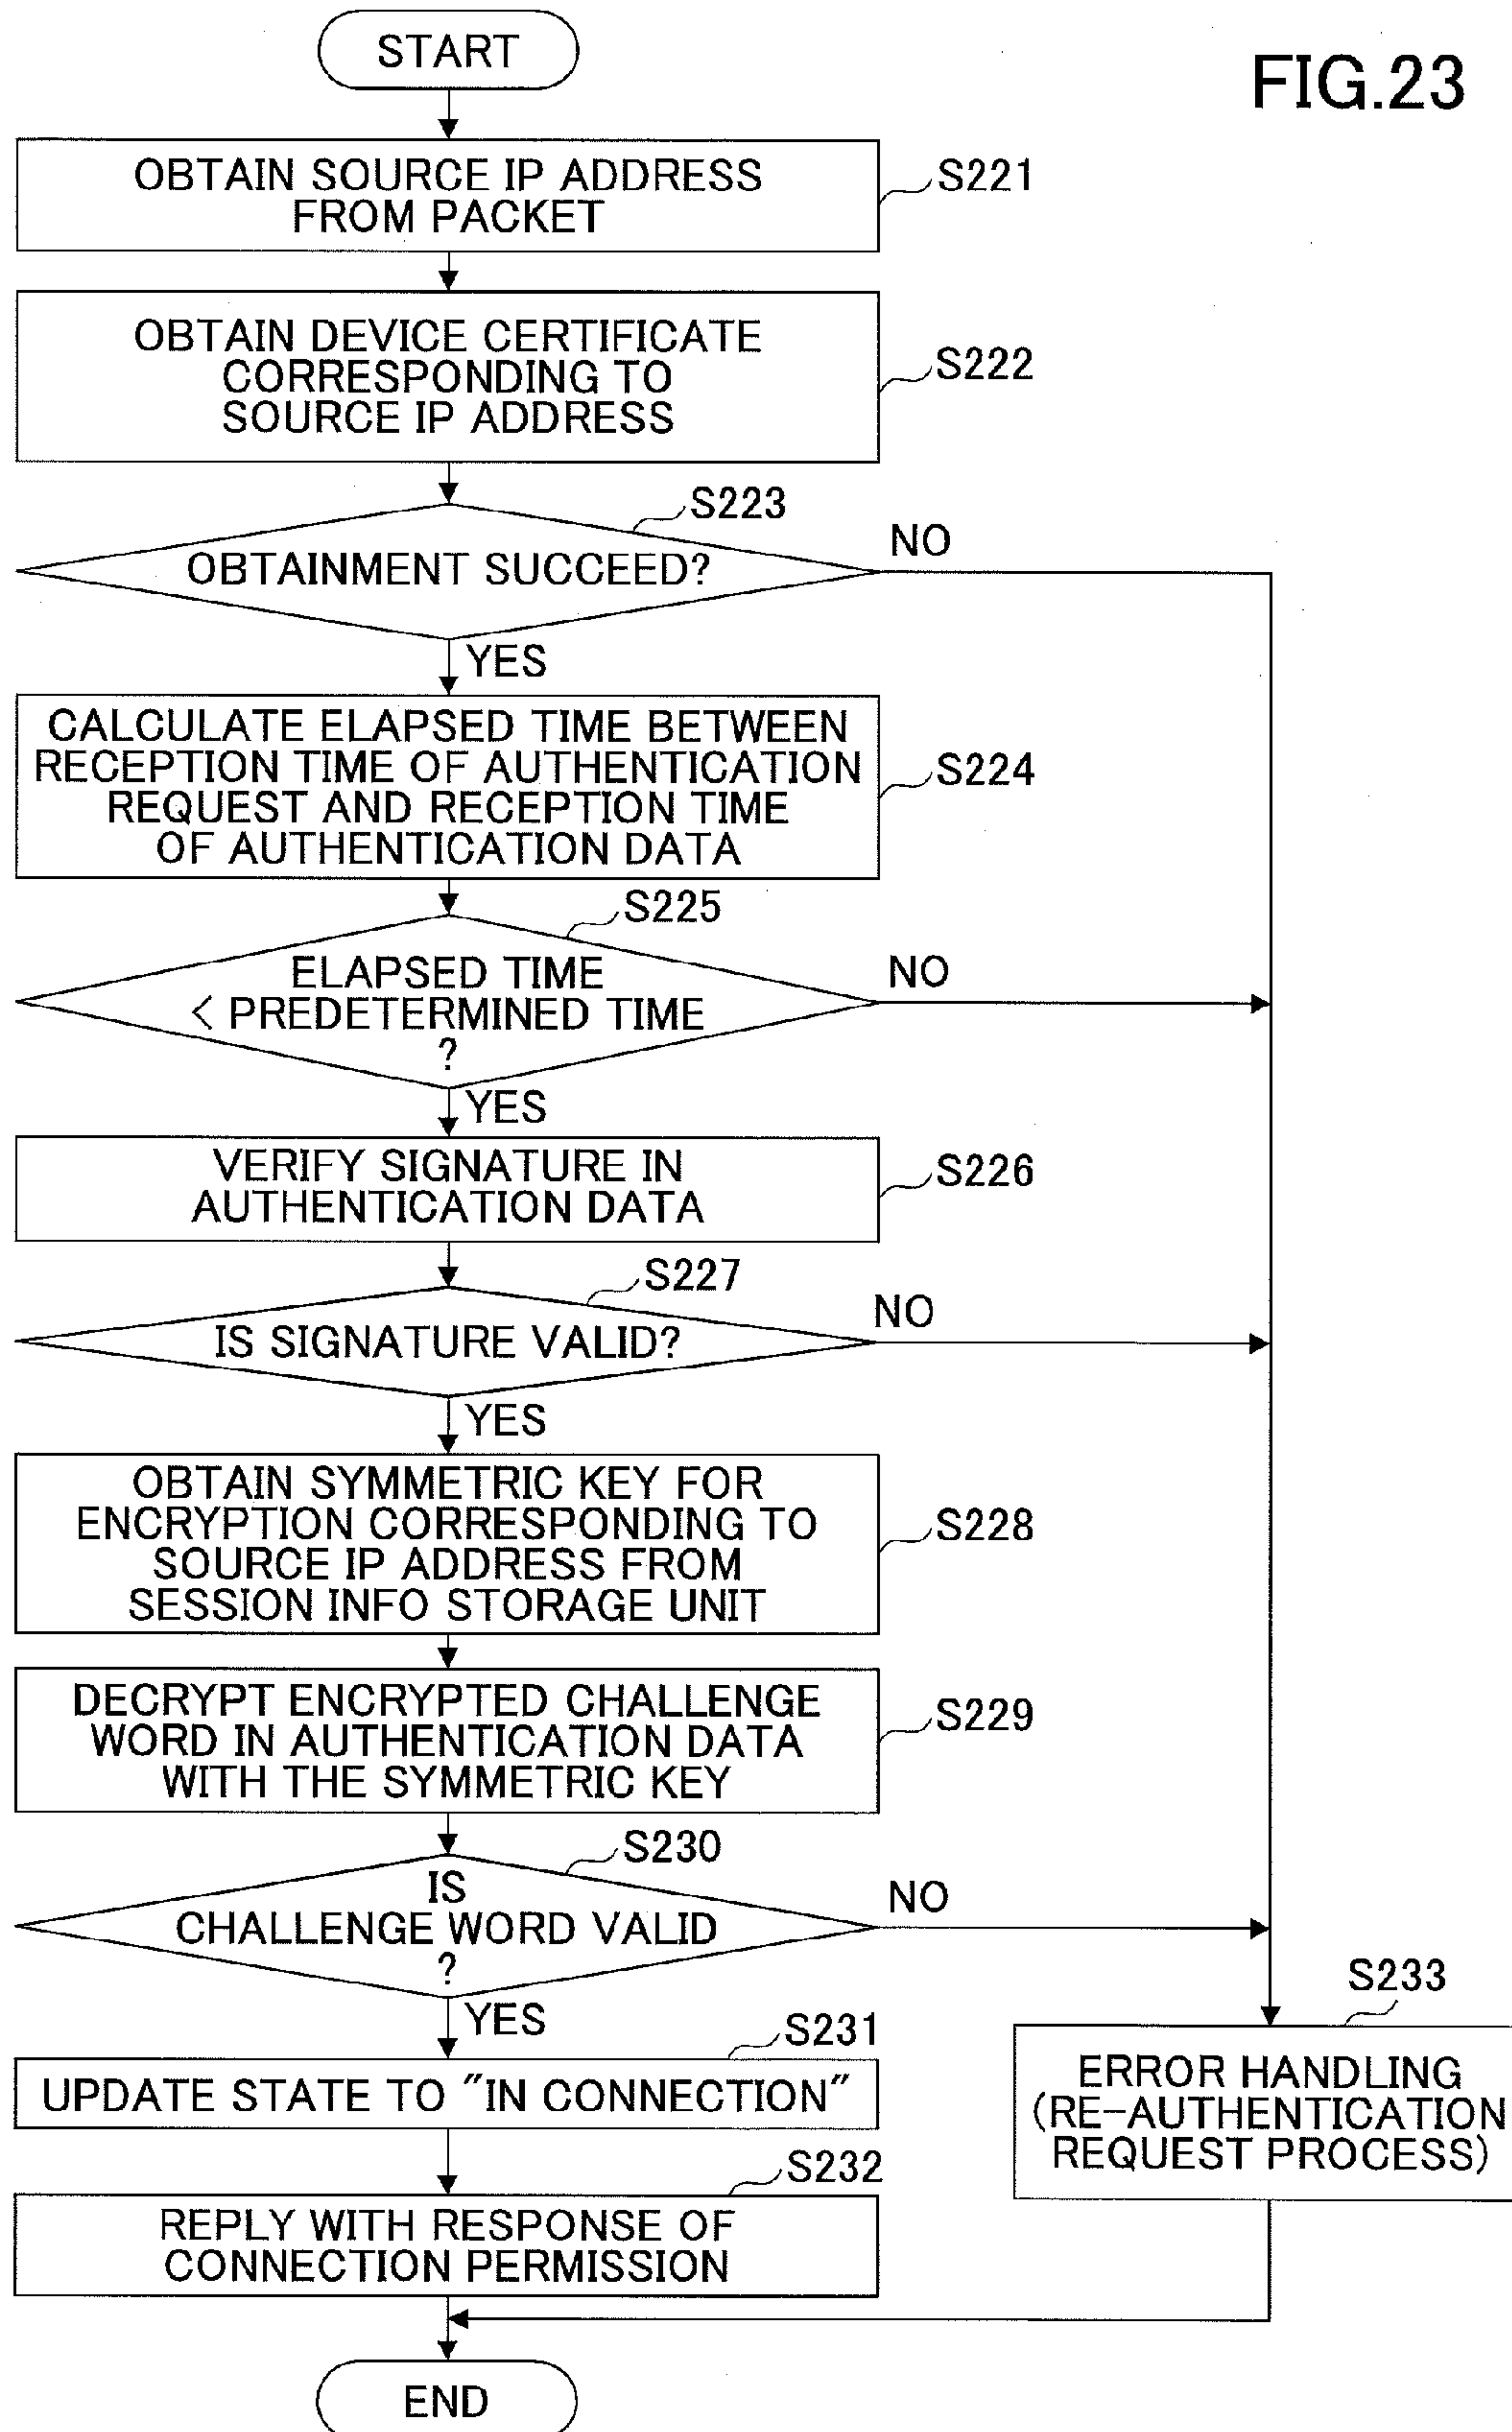 START
FIG.23
OBTAIN SOURCE IP ADDRESS
FROM PACKET
S221
OBTAIN DEVICE CERTIFICATE
CORRESPONDING TO
SOURCE IP ADDRESS
S222
S223
OBTAINMENT SUCCEED?
NO
YES
CALCULATE ELAPSED TIME BETWEEN
RECEPTION TIME OF AUTHENTICATION
REQUEST AND RECEPTION TIME
OF AUTHENTICATION DATA
S224
S225
ELAPSED TIME
< PREDETERMINED TIME
?
NO
YES
VERIFY SIGNATURE IN
AUTHENTICATION DATA
S226
S227
IS SIGNATURE VALID?
NO
YES
OBTAIN SYMMETRIC KEY FOR
ENCRYPTION CORRESPONDING TO
SOURCE IP ADDRESS FROM
SESSION INFO STORAGE UNIT
S228
DECRYPT ENCRYPTED CHALLENGE
WORD IN AUTHENTICATION DATA
WITH THE SYMMETRIC KEY
S229
S230
IS
CHALLENGE WORD VALID
?
NO
YES
S231
UPDATE STATE TO "IN CONNECTION"
S232
REPLY WITH RESPONSE OF
CONNECTION PERMISSION
S233
ERROR HANDLING
(RE-AUTHENTICATION
REQUEST PROCESS)
END